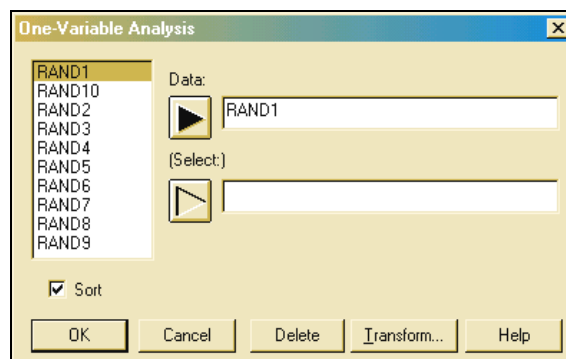 One-Variable Analysis
RAND1
RAND10
RAND2
RAND3
RAND4
RAND5
RAND6
RAND7
RAND8
RAND9
Data:
RAND1
(Select:)
Sort
OK
Cancel
Delete
Transform...
Help